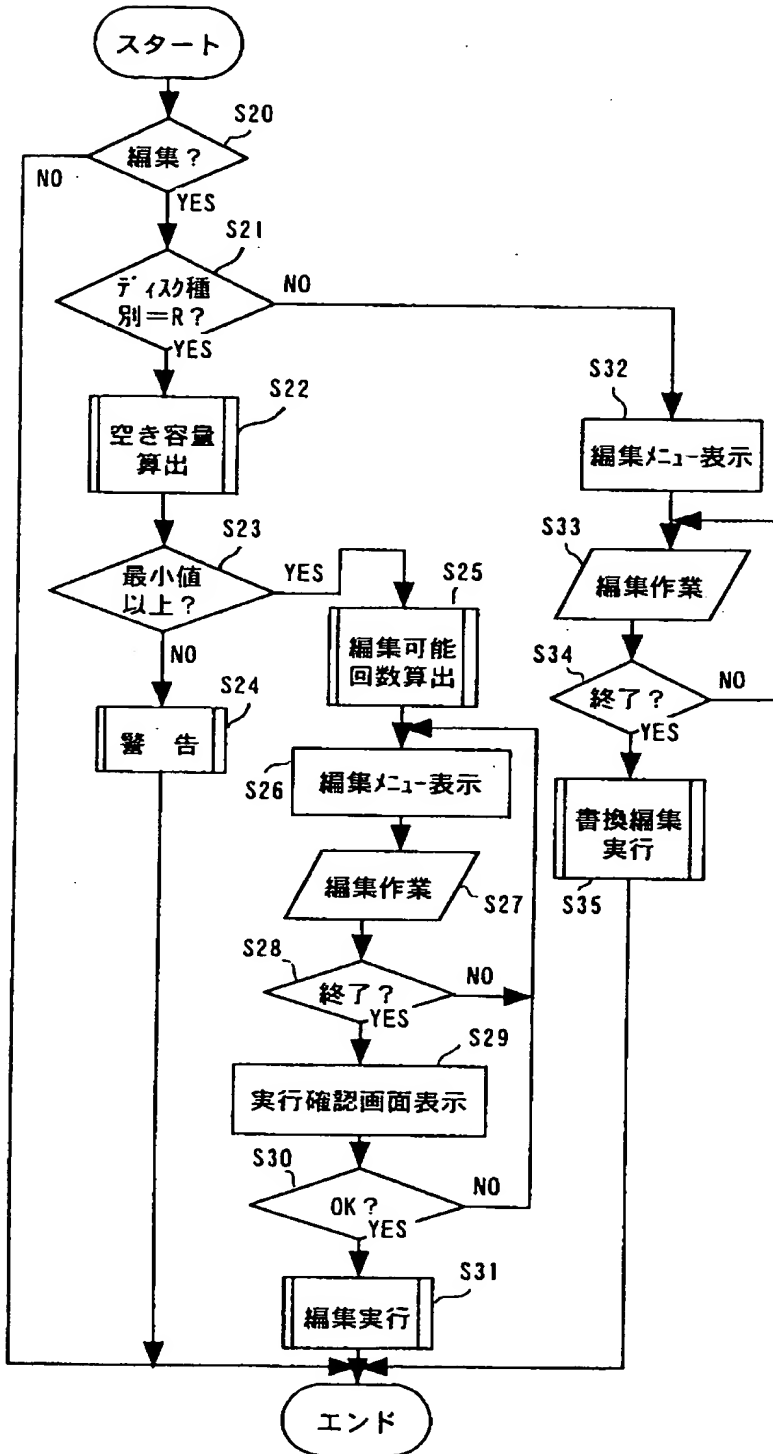 スタート
S20
編集？
NO
YES
S21
ディスク種
別＝R？
NO
YES
S22
空き容量
算出
S23
最小値
以上？
YES
NO
S24
警 告
S25
編集可能
回数算出
S26
編集メニュー表示
編集作業
S27
S28
終了？
NO
YES
S29
実行確認画面表示
S30
OK？
NO
YES
S31
編集実行
S32
編集メニュー表示
S33
編集作業
S34
終了？
NO
YES
書換編集
実行
S35
エンド